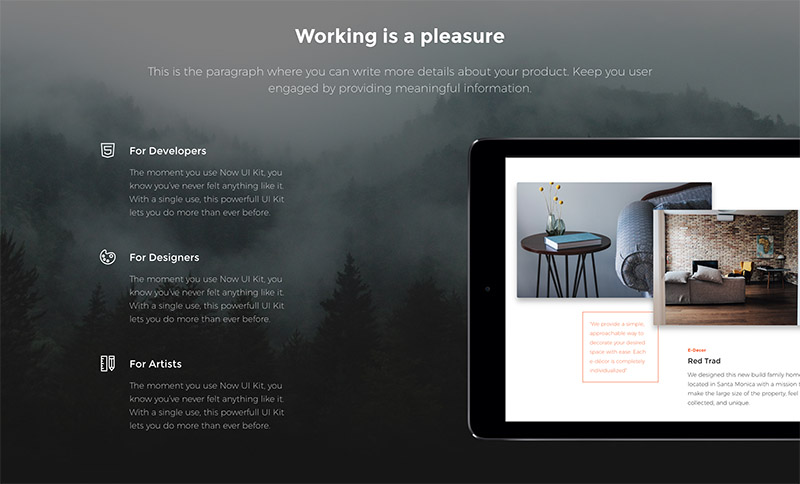 Working is a pleasure
This is the paragraph where you can write more details about your product. Keep you user
engaged by providing meaningful information.
For Developers
The moment you use Now UI Kit, you
know you've never felt anything like it.
With a single use, this powerfull UI Kit
lets you do more than ever before.
For Designers
The moment you use Now UI Kit, you
know you've never felt anything like it.
With a single use, this powerfull UI Kit
lets you do more than ever before.
For Artists
The moment you use Now UI Kit, you
know you've never felt anything like it.
With a single use, this powerfull UI Kit
lets you do more than ever before.
"We provide a simple,
approachable way to
decorate your desired
space with ease. Each
e-décor is completely
individualized".
E-Decor
Red Trad
We designed this new build family hom
located in Santa Monica with a mission t
make the large size of the property, feel
collected, and unique.